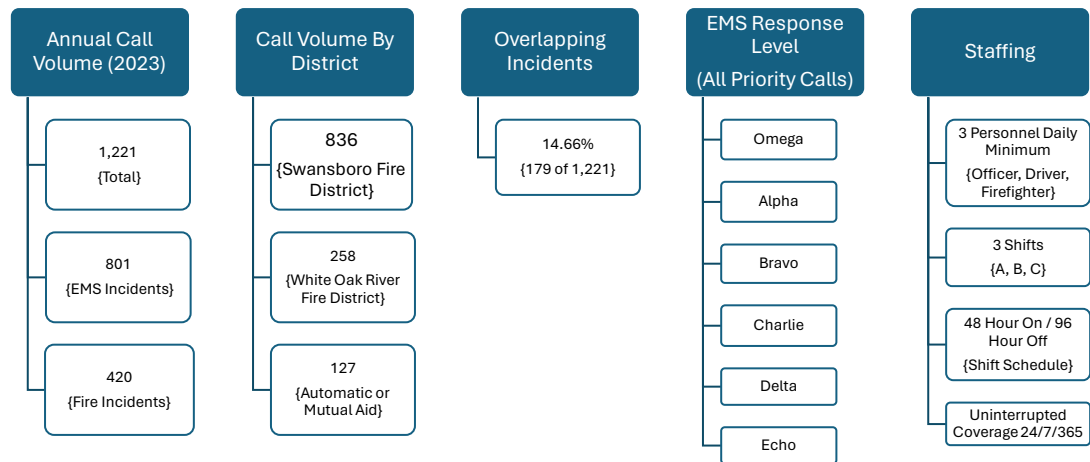 Annual Call
Volume (2023)
1,221
{Total}
801
{EMS Incidents}
420
{Fire Incidents}
Call Volume By
District
836
{Swansboro Fire
District}
258
{White Oak River
Fire District}
127
{Automatic or
Mutual Aid}
Overlapping
Incidents
14.66%
{179 of 1,221}
EMS Response
Level
(All Priority Calls)
Omega
Alpha
Bravo
Charlie
Delta
Echo
Staffing
3 Personnel Daily
Minimum
{Officer, Driver,
Firefighter}
3 Shifts
{A, B, C}
48 Hour On / 96
Hour Off
{Shift Schedule}
Uninterrupted
Coverage 24/7/365